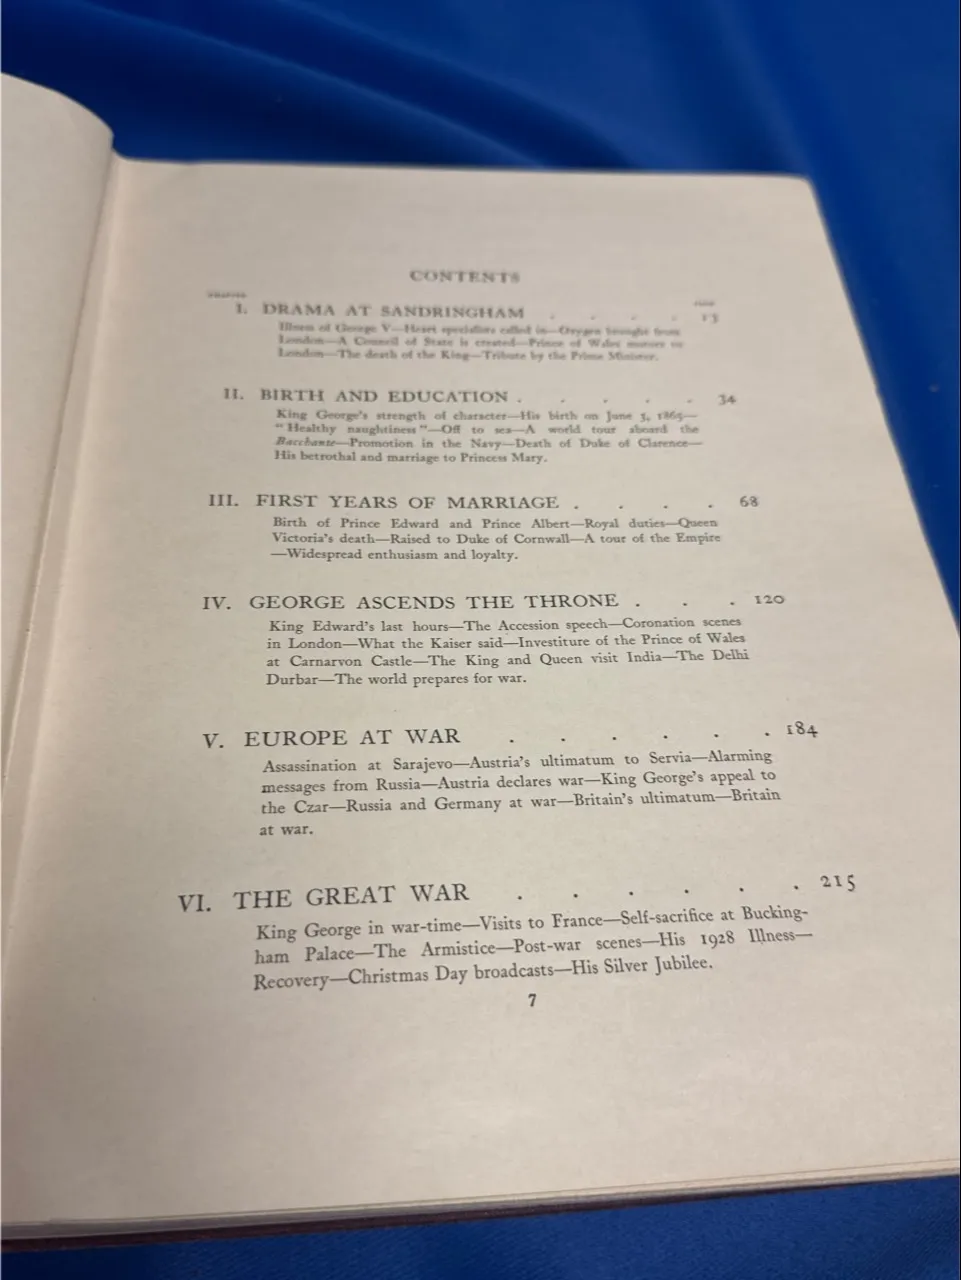 CONTENTS
CHAPTER PAGE
I. DRAMA AT SANDRINGHAM . . . . 13
Illness of George V—Heart specialists called in—Oxygen brought from
London—A Council of State is created—Prince of Wales motors to
London—The death of the King—Tribute by the Prime Minister.
II. BIRTH AND EDUCATION . . . . . 34
King George's strength of character—His birth on June 3, 1865—
"Healthy naughtiness"—Off to sea—A world tour aboard the
Bacchante—Promotion in the Navy—Death of Duke of Clarence—
His betrothal and marriage to Princess Mary.
III. FIRST YEARS OF MARRIAGE . . . . 68
Birth of Prince Edward and Prince Albert—Royal duties—Queen
Victoria's death—Raised to Duke of Cornwall—A tour of the Empire
—Widespread enthusiasm and loyalty.
IV. GEORGE ASCENDS THE THRONE . . . 120
King Edward's last hours—The Accession speech—Coronation scenes
in London—What the Kaiser said—Investiture of the Prince of Wales
at Carnarvon Castle—The King and Queen visit India—The Delhi
Durbar—The world prepares for war.
V. EUROPE AT WAR . . . . . . 184
Assassination at Sarajevo—Austria's ultimatum to Servia—Alarming
messages from Russia—Austria declares war—King George's appeal to
the Czar—Russia and Germany at war—Britain's ultimatum—Britain
at war.
VI. THE GREAT WAR . . . . . . 215
King George in war-time—Visits to France—Self-sacrifice at Bucking-
ham Palace—The Armistice—Post-war scenes—His 1928 Illness—
Recovery—Christmas Day broadcasts—His Silver Jubilee.
7